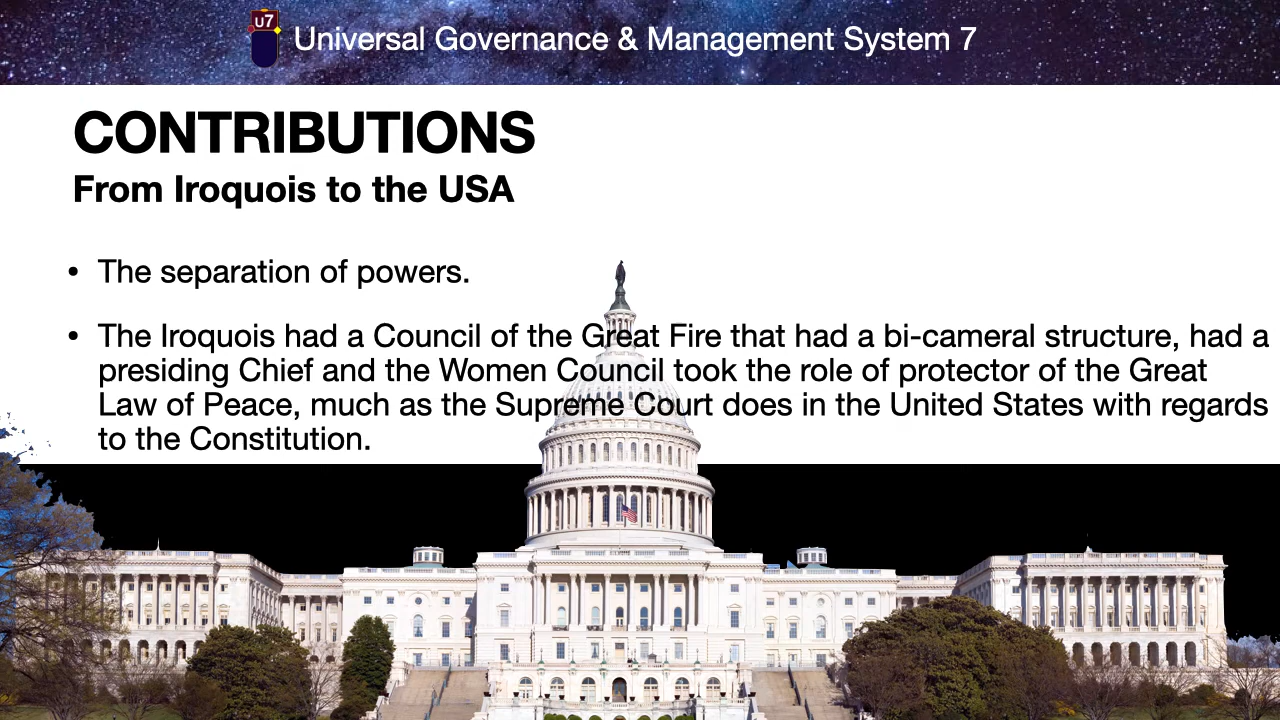 U7
Universal Governance & Management System 7
CONTRIBUTIONS
From Iroquois to the USA
• The separation of powers.
• The Iroquois had a Council of the Great Fire that had a bi-cameral structure, had a
presiding Chief and the Women Council took the role of protector of the Great
Law of Peace, much as the Supreme Court does in the United States with regards
to the Constitution.